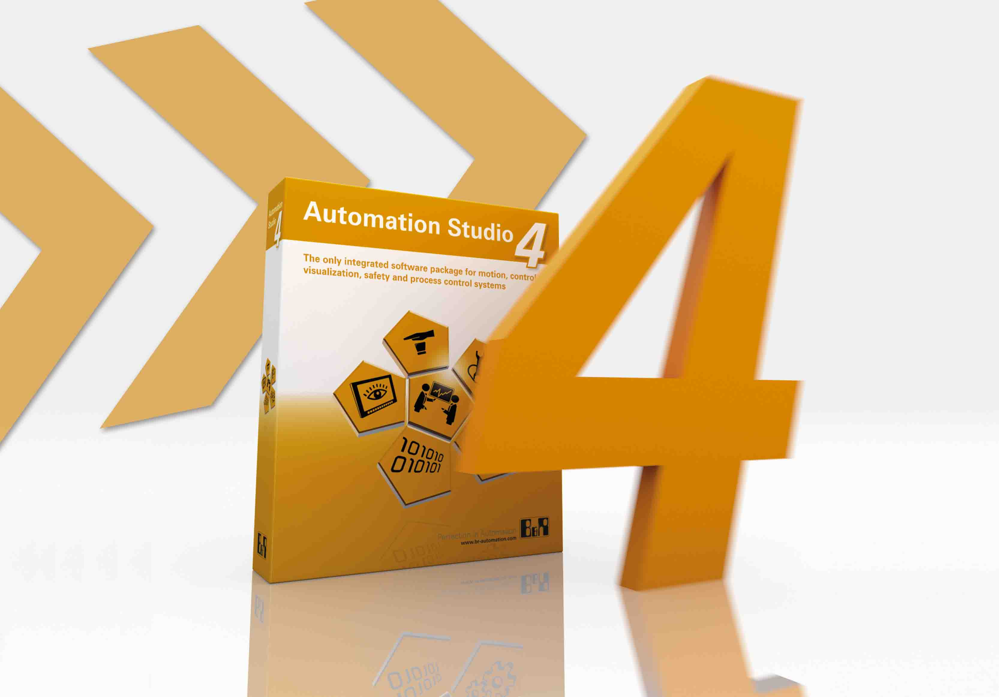 Automation Studio 4
The only integrated software package for motion, control
visualization, safety and process control systems
101010
010101
Perfection in Automation
www.br-automation.com
B&R
Automation
Studio
4
B&R
4